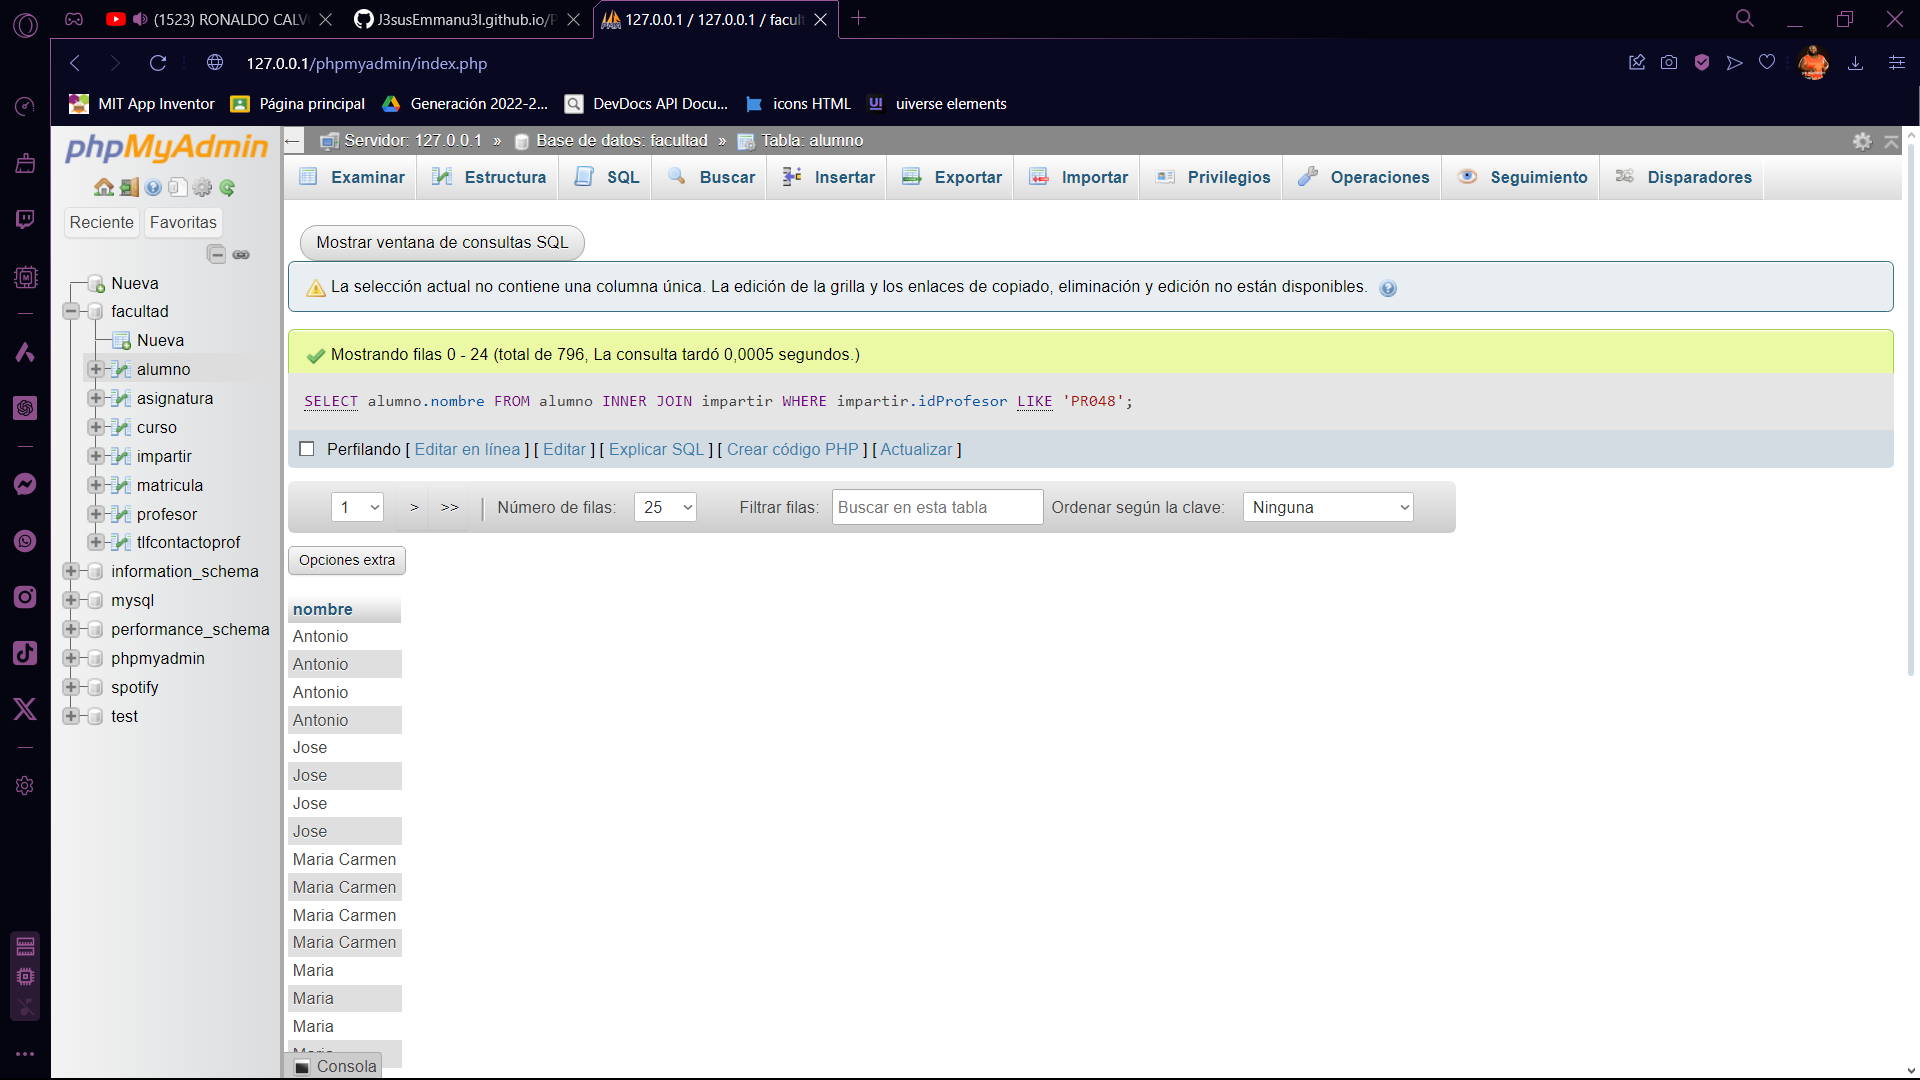 (1523) RONALDO CALV
J3susEmmanu3l.github.io/P
127.0.0.1 / 127.0.0.1 / facult
127.0.0.1/phpmyadmin/index.php
MIT App Inventor
Página principal
Generación 2022-2...
DevDocs API Docu...
icons HTML
UI
uiverse elements
phpMyAdmin
Reciente
Favoritas
Nueva
facultad
Nueva
alumno
asignatura
curso
impartir
matricula
profesor
tlfcontactoprof
information_schema
mysql
performance_schema
phpmyadmin
spotify
test
Servidor: 127.0.0.1 » Base de datos: facultad » Tabla: alumno
Examinar
Estructura
SQL
Buscar
Insertar
Exportar
Importar
Privilegios
Operaciones
Seguimiento
Disparadores
Mostrar ventana de consultas SQL
La selección actual no contiene una columna única. La edición de la grilla y los enlaces de copiado, eliminación y edición no están disponibles.
Mostrando filas 0 - 24 (total de 796, La consulta tardó 0,0005 segundos.)
SELECT alumno.nombre FROM alumno INNER JOIN impartir WHERE impartir.idProfesor LIKE 'PR048';
Perfilando [ Editar en línea ] [ Editar ] [ Explicar SQL ] [ Crear código PHP ] [ Actualizar ]
1 > >> | Número de filas: 25 Filtrar filas: Buscar en esta tabla Ordenar según la clave: Ninguna
Opciones extra
nombre
Antonio
Antonio
Antonio
Antonio
Jose
Jose
Jose
Jose
Maria Carmen
Maria Carmen
Maria Carmen
Maria Carmen
Maria
Maria
Maria
Maria
Consola